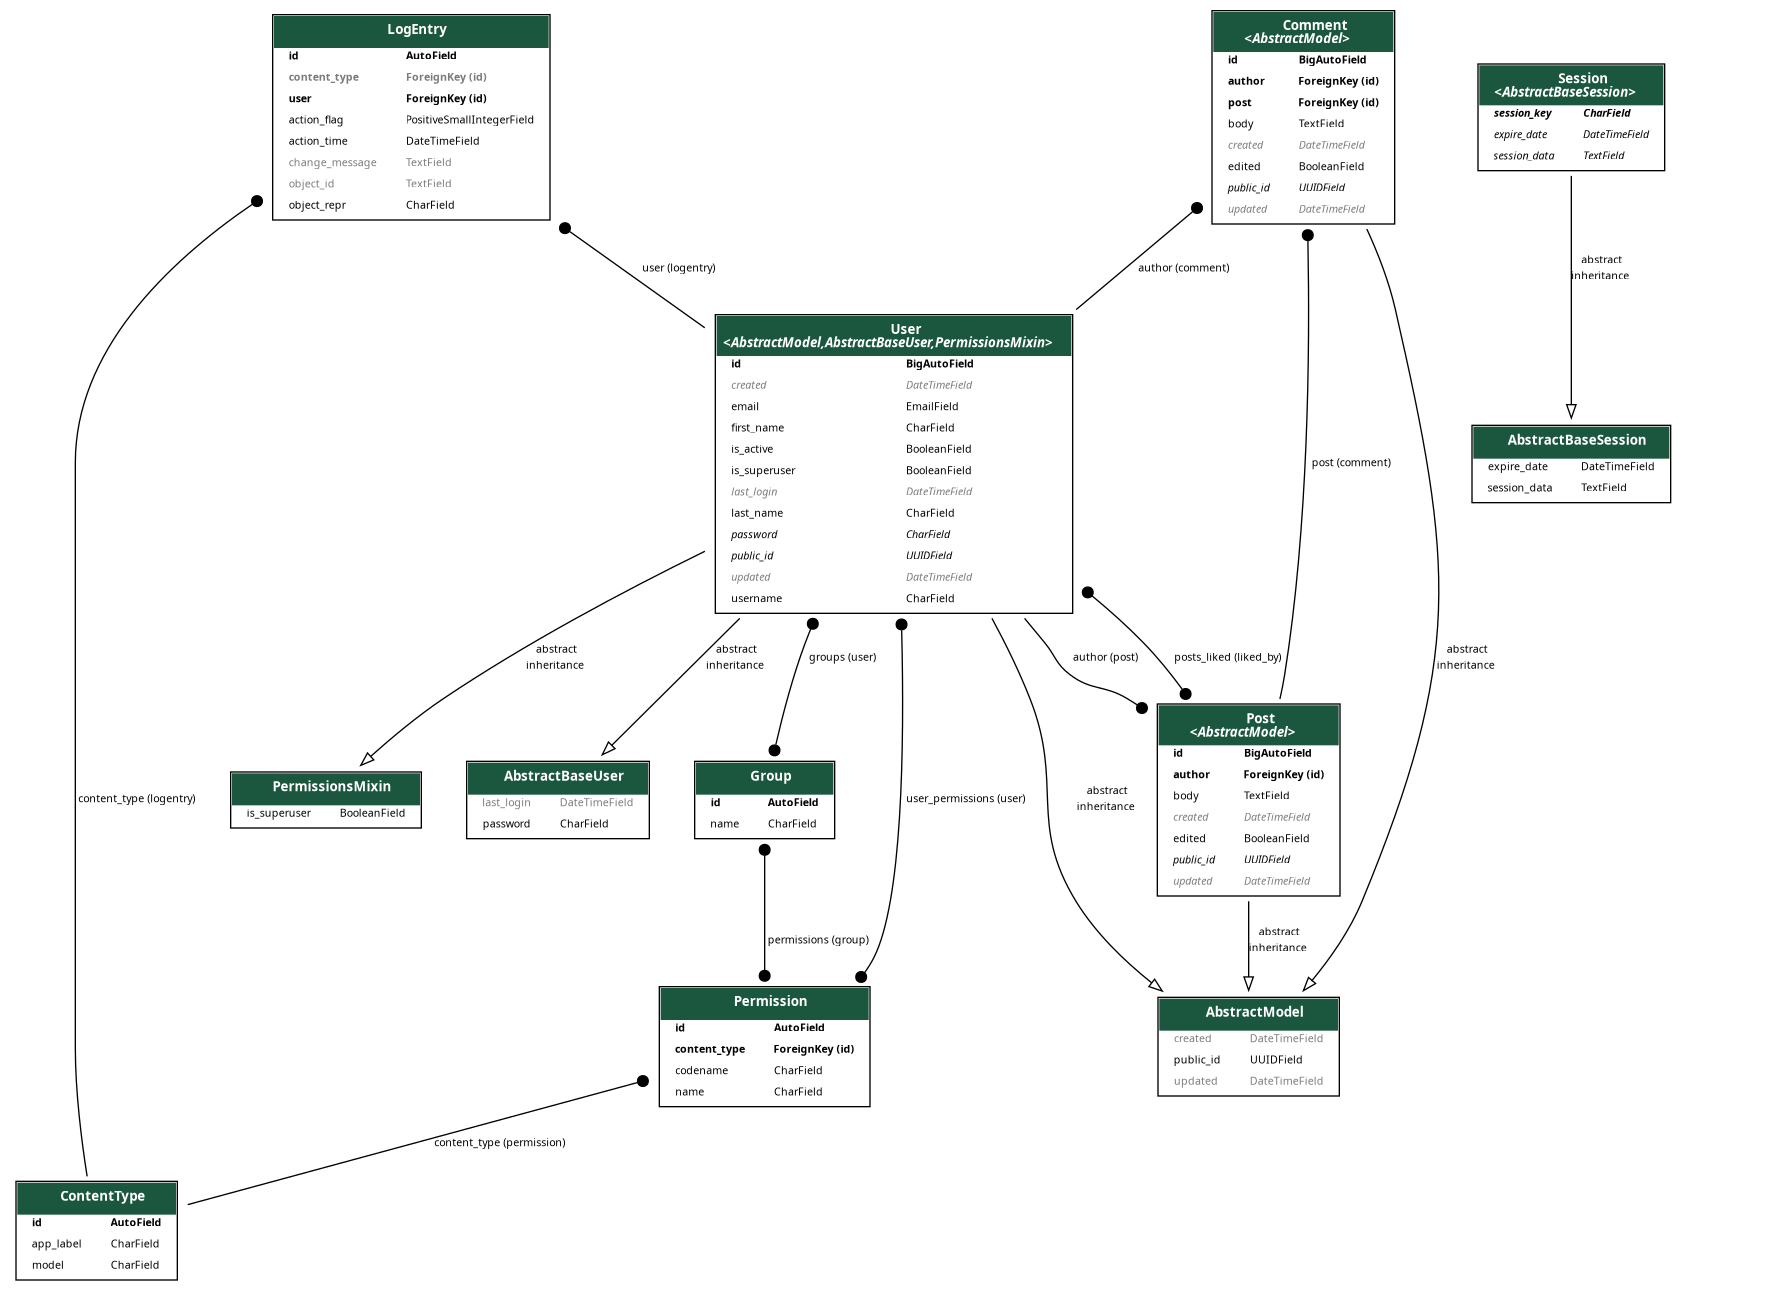 LogEntry
id AutoField
content_type ForeignKey (id)
user ForeignKey (id)
action_flag PositiveSmallIntegerField
action_time DateTimeField
change_message TextField
object_id TextField
object_repr CharField
Comment
<AbstractModel>
id BigAutoField
author ForeignKey (id)
post ForeignKey (id)
body TextField
created DateTimeField
edited BooleanField
public_id UUIDField
updated DateTimeField
Session
<AbstractBaseSession>
session_key CharField
expire_date DateTimeField
session_data TextField
user (logentry)
author (comment)
abstract
inheritance
User
<AbstractModel,AbstractBaseUser,PermissionsMixin>
id BigAutoField
created DateTimeField
email EmailField
first_name CharField
is_active BooleanField
is_superuser BooleanField
last_login DateTimeField
last_name CharField
password CharField
public_id UUIDField
updated DateTimeField
username CharField
post (comment)
AbstractBaseSession
expire_date DateTimeField
session_data TextField
abstract
inheritance
abstract
inheritance
groups (user)
author (post)
posts_liked (liked_by)
abstract
inheritance
content_type (logentry)
PermissionsMixin
is_superuser BooleanField
AbstractBaseUser
last_login DateTimeField
password CharField
Group
id AutoField
name CharField
user_permissions (user)
abstract
inheritance
Post
<AbstractModel>
id BigAutoField
author ForeignKey (id)
body TextField
created DateTimeField
edited BooleanField
public_id UUIDField
updated DateTimeField
permissions (group)
abstract
inheritance
Permission
id AutoField
content_type ForeignKey (id)
codename CharField
name CharField
AbstractModel
created DateTimeField
public_id UUIDField
updated DateTimeField
content_type (permission)
ContentType
id AutoField
app_label CharField
model CharField